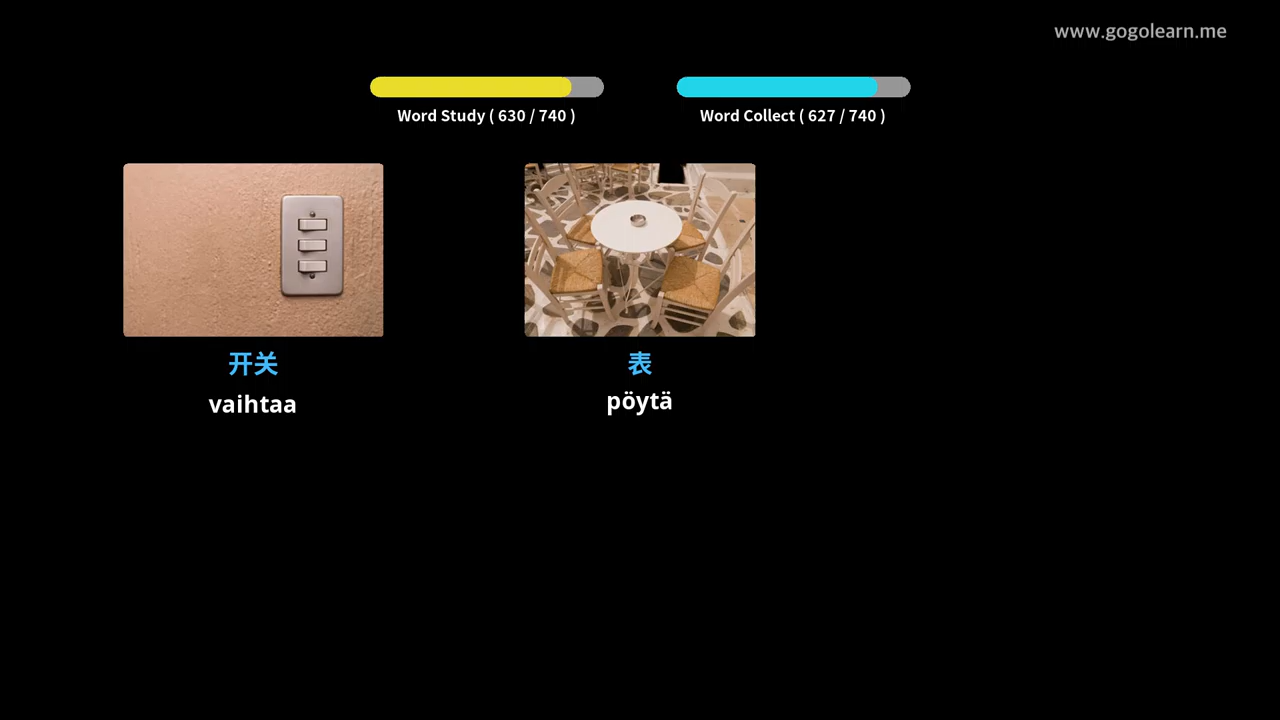 www.gogolearn.me
Word Study ( 630 / 740 )
Word Collect ( 627 / 740 )
开关
vaihtaa
表
pöytä